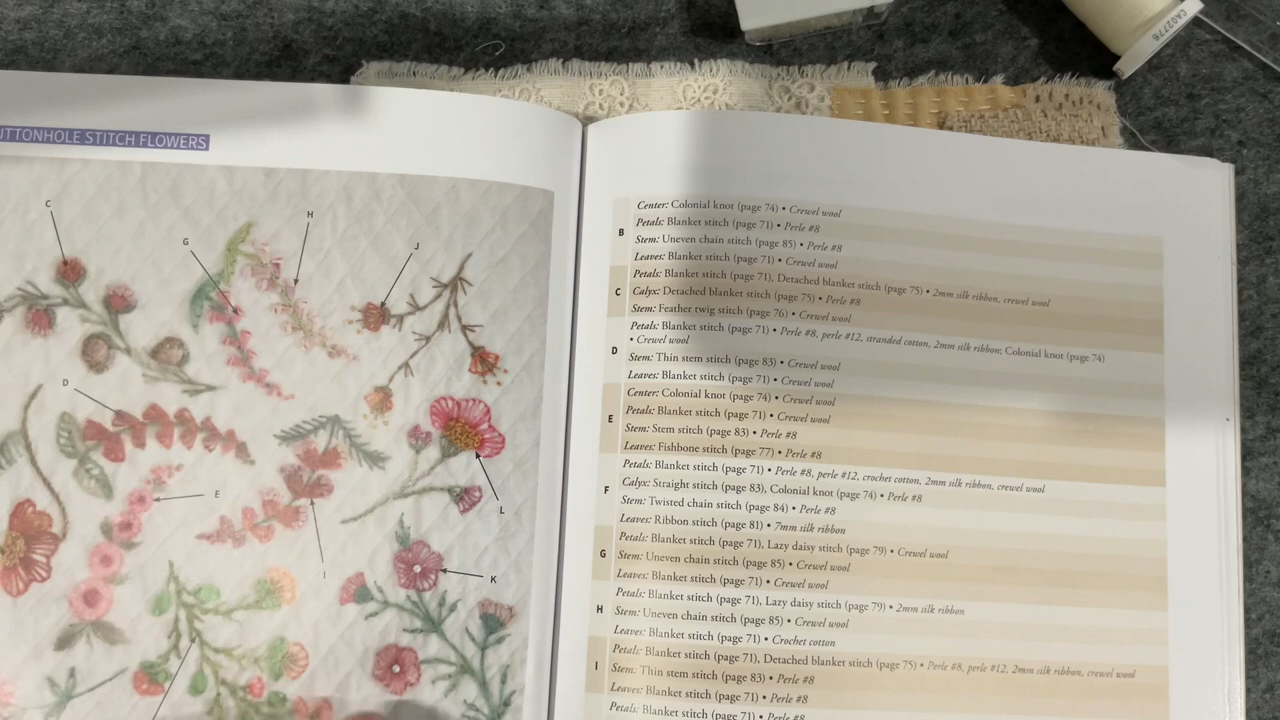 UTTONHOLE STITCH FLOWERS
C
H
G
J
D
E
L
I
K
Center: Colonial knot (page 74) • Crewel wool
B
Petals: Blanket stitch (page 71) • Perle #8
Stem: Uneven chain stitch (page 85) • Perle #8
Leaves: Blanket stitch (page 71) • Crewel wool
C
Petals: Blanket stitch (page 71), Detached blanket stitch (page 75) • 2mm silk ribbon, crewel wool
Calyx: Detached blanket stitch (page 75) • Perle #8
Stem: Feather twig stitch (page 76) • Crewel wool
D
Petals: Blanket stitch (page 71) • Perle #8, perle #12, stranded cotton, 2mm silk ribbon; Colonial knot (page 74)
• Crewel wool
Stem: Thin stem stitch (page 83) • Crewel wool
Leaves: Blanket stitch (page 71) • Crewel wool
E
Center: Colonial knot (page 74) • Crewel wool
Petals: Blanket stitch (page 71) • Crewel wool
Stem: Stem stitch (page 83) • Perle #8
Leaves: Fishbone stitch (page 77) • Perle #8
F
Petals: Blanket stitch (page 71) • Perle #8, perle #12, crochet cotton, 2mm silk ribbon, crewel wool
Calyx: Straight stitch (page 83), Colonial knot (page 74) • Perle #8
Stem: Twisted chain stitch (page 84) • Perle #8
Leaves: Ribbon stitch (page 81) • 7mm silk ribbon
G
Petals: Blanket stitch (page 71), Lazy daisy stitch (page 79) • Crewel wool
Stem: Uneven chain stitch (page 85) • Crewel wool
Leaves: Blanket stitch (page 71) • Crewel wool
H
Petals: Blanket stitch (page 71), Lazy daisy stitch (page 79) • 2mm silk ribbon
Stem: Uneven chain stitch (page 85) • Crewel wool
Leaves: Blanket stitch (page 71) • Crochet cotton
I
Petals: Blanket stitch (page 71), Detached blanket stitch (page 75) • Perle #8, perle #12, 2mm silk ribbon, crewel wool
Stem: Thin stem stitch (page 83) • Perle #8
Leaves: Blanket stitch (page 71) • Perle #8
Petals: Blanket stitch (page 71) • Perle #8
CA02776